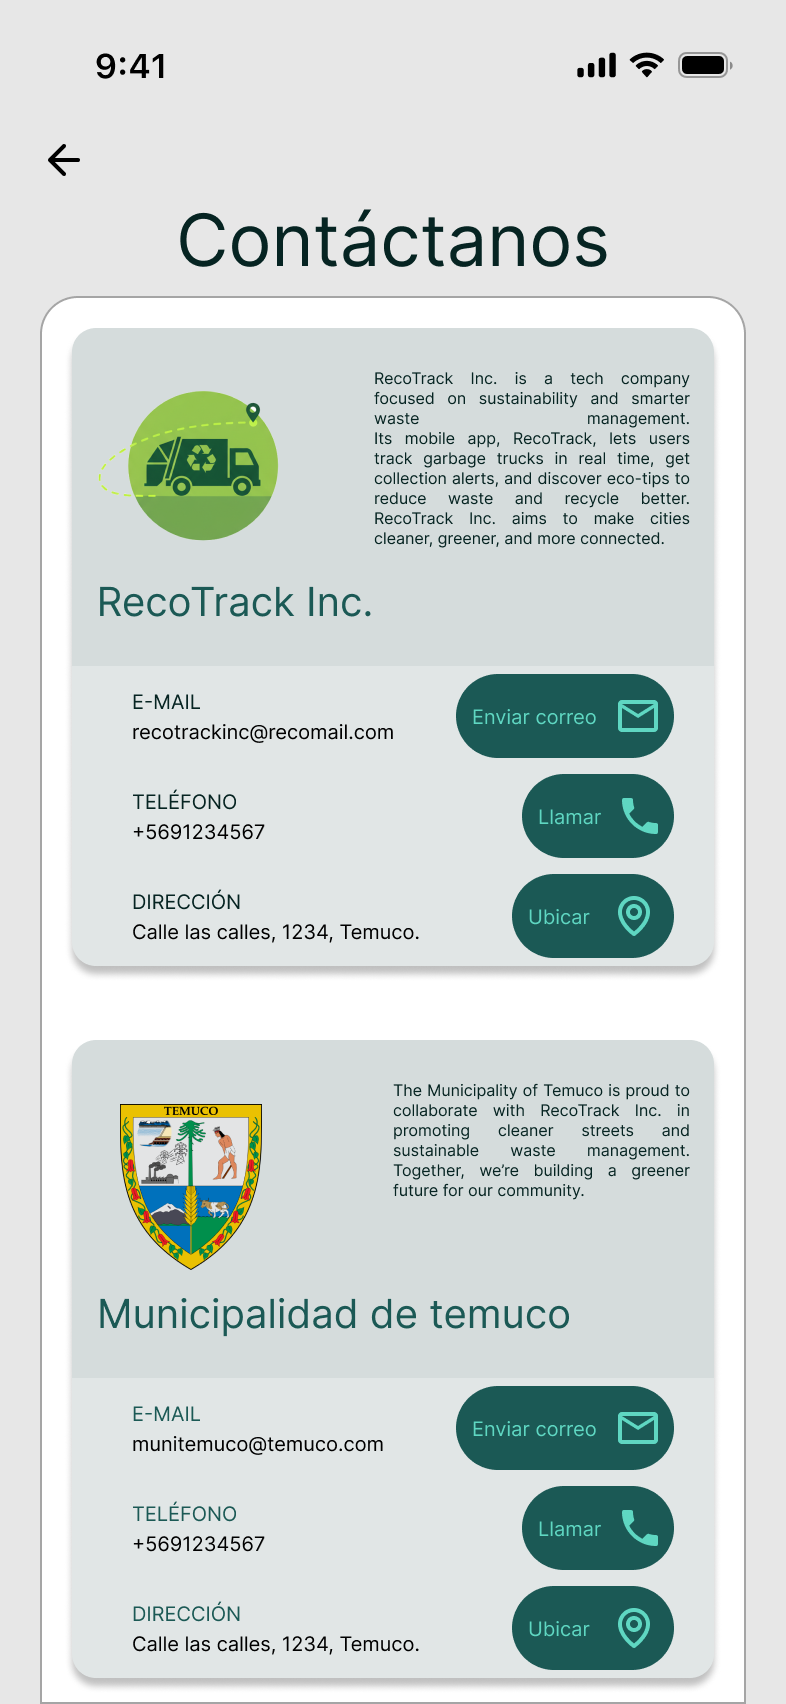 9:41
Contáctanos
RecoTrack Inc. is a tech company
focused on sustainability and smarter
waste management.
Its mobile app, RecoTrack, lets users
track garbage trucks in real time, get
collection alerts, and discover eco-tips to
reduce waste and recycle better.
RecoTrack Inc. aims to make cities
cleaner, greener, and more connected.
RecoTrack Inc.
E-MAIL
recotrackinc@recomail.com
Enviar correo
TELÉFONO
+5691234567
Llamar
DIRECCIÓN
Calle las calles, 1234, Temuco.
Ubicar
TEMUCO
The Municipality of Temuco is proud to
collaborate with RecoTrack Inc. in
promoting cleaner streets and
sustainable waste management.
Together, we're building a greener
future for our community.
Municipalidad de temuco
E-MAIL
munitemuco@temuco.com
Enviar correo
TELÉFONO
+5691234567
Llamar
DIRECCIÓN
Calle las calles, 1234, Temuco.
Ubicar